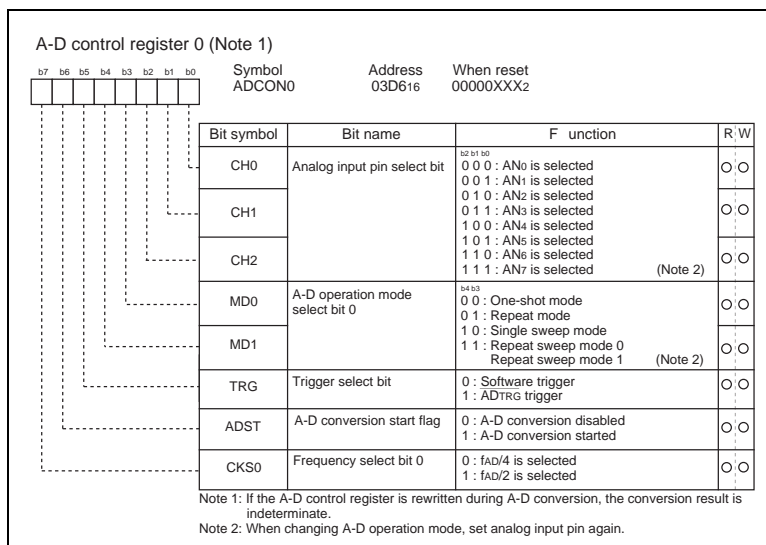 A-D control register 0 (Note 1)
b7 b6 b5 b4 b3 b2 b1 b0
Symbol Address When reset
ADCON0 03D616 00000XXX2
Bit symbol Bit name F unction R W
CH0 Analog input pin select bit
b2 b1 b0
0 0 0 : AN0 is selected
0 0 1 : AN1 is selected
0 1 0 : AN2 is selected
CH1
0 1 1 : AN3 is selected
1 0 0 : AN4 is selected
1 0 1 : AN5 is selected
CH2
1 1 0 : AN6 is selected
1 1 1 : AN7 is selected (Note 2)
MD0 A-D operation mode select bit 0
b4 b3
0 0 : One-shot mode
0 1 : Repeat mode
MD1
1 0 : Single sweep mode
1 1 : Repeat sweep mode 0
Repeat sweep mode 1 (Note 2)
TRG Trigger select bit
0 : Software trigger
1 : ADTRG trigger
ADST A-D conversion start flag
0 : A-D conversion disabled
1 : A-D conversion started
CKS0 Frequency select bit 0
0 : fAD/4 is selected
1 : fAD/2 is selected
Note 1: If the A-D control register is rewritten during A-D conversion, the conversion result is
indeterminate.
Note 2: When changing A-D operation mode, set analog input pin again.